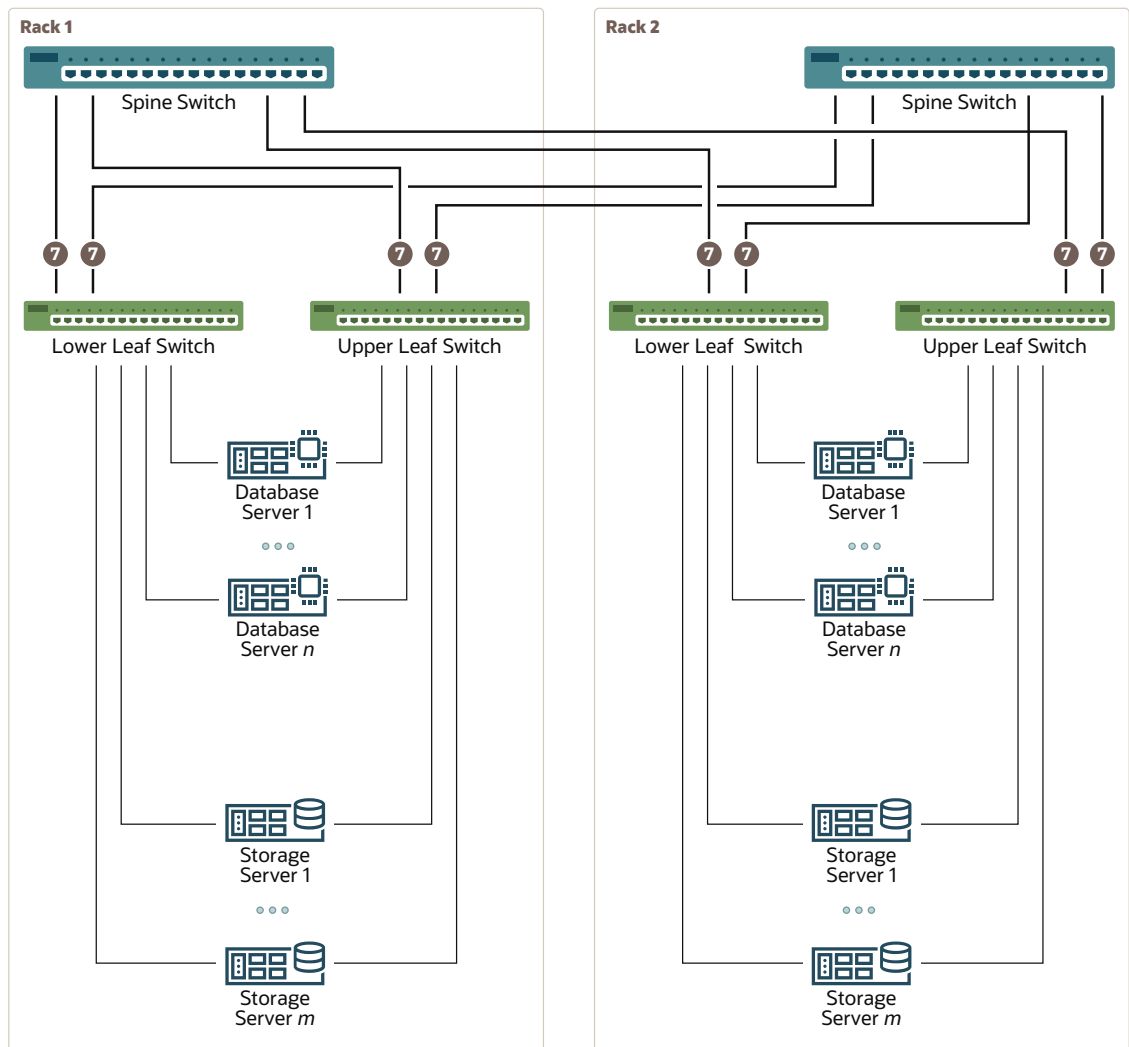 Rack 1
Rack 2
Spine Switch
Spine Switch
7
7
7
7
7
7
7
7
Lower Leaf Switch
Upper Leaf Switch
Lower Leaf Switch
Upper Leaf Switch
Database
Server 1
Database
Server 1
Database
Server n
Database
Server n
Storage
Server 1
Storage
Server 1
Storage
Server m
Storage
Server m